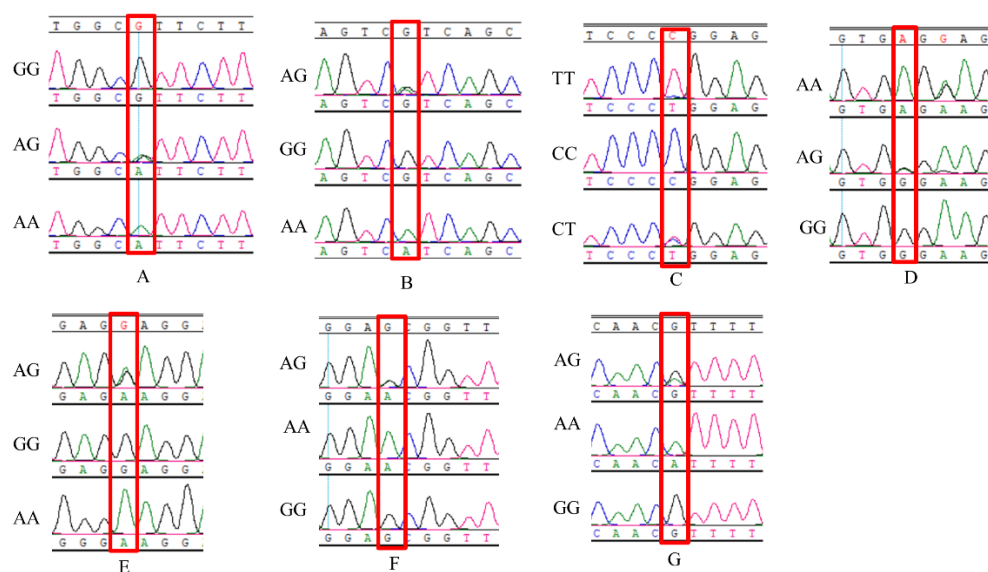 T G G C G T T C T T
GG
T G G C G T T C T T
AG
T G G C A T T C T T
AA
T G G C A T T C T T
A
A G T C G T C A G C
AG
A G T C G T C A G C
GG
A G T C G T C A G C
AA
A G T C A T C A G C
B
T C C C C G G A G
TT
T C C C T G G A G
CC
T C C C C G G A G
CT
T C C C T G G A G
C
G T G A G G A G
AA
G T G A G A A G
AG
G T G G G A A G
GG
G T G G G A A G
D
G A G G A G G
AG
G A G A A G G
GG
G A G G A G G
AA
G G G A A G G
E
G G A G C G G T T
AG
G G A A C G G T T
AA
G G A A C G G T T
GG
G G A G C G G T T
F
C A A C G T T T T
AG
C A A C G T T T T
AA
C A A C A T T T T
GG
C A A C G T T T T
G